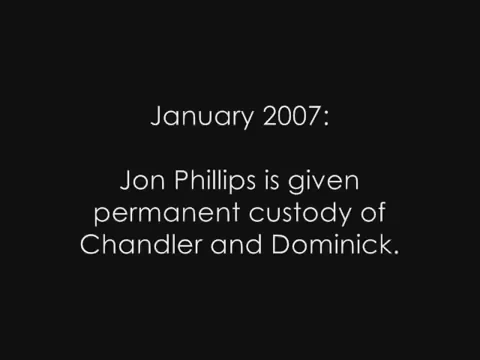 January 2007:
Jon Phillips is given
permanent custody of
Chandler and Dominick.